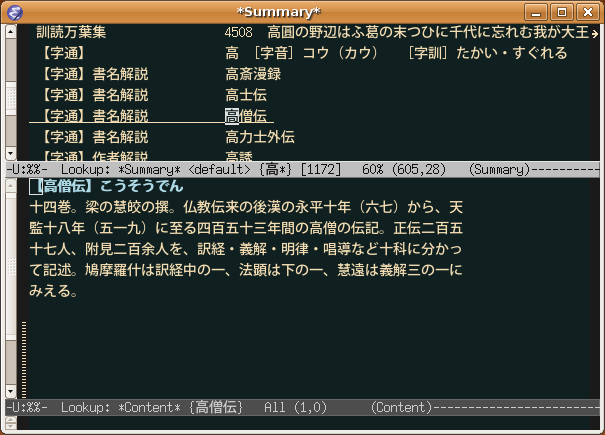 *Summary*
訓読万葉集 4508 高圓の野辺はふ葛の末つひに千代に忘れむ我が大王
【字通】 高 [字音] コウ（カウ） [字訓] たかい・すぐれる
【字通】書名解説 高斎漫録
【字通】書名解説 高士伝
【字通】書名解説 高僧伝
【字通】書名解説 高力士外伝
【字通】作者解説 高誘
-U:%%- Lookup: *Summary* <default> {高*} [1172] 60% (605,28) (Summary)----------
【高僧伝】こうそうでん
十四巻。梁の慧皎の撰。仏教伝来の後漢の永平十年（六七）から、天
監十八年（五一九）に至る四百五十三年間の高僧の伝記。正伝二百五
十七人、附見二百余人を、訳経・義解・明律・唱導など十科に分かっ
て記述。鳩摩羅什は訳経中の一、法顕は下の一、慧遠は義解三の一に
みえる。
-U:%%- Lookup: *Content* {高僧伝} All (1,0) (Content)------------------------